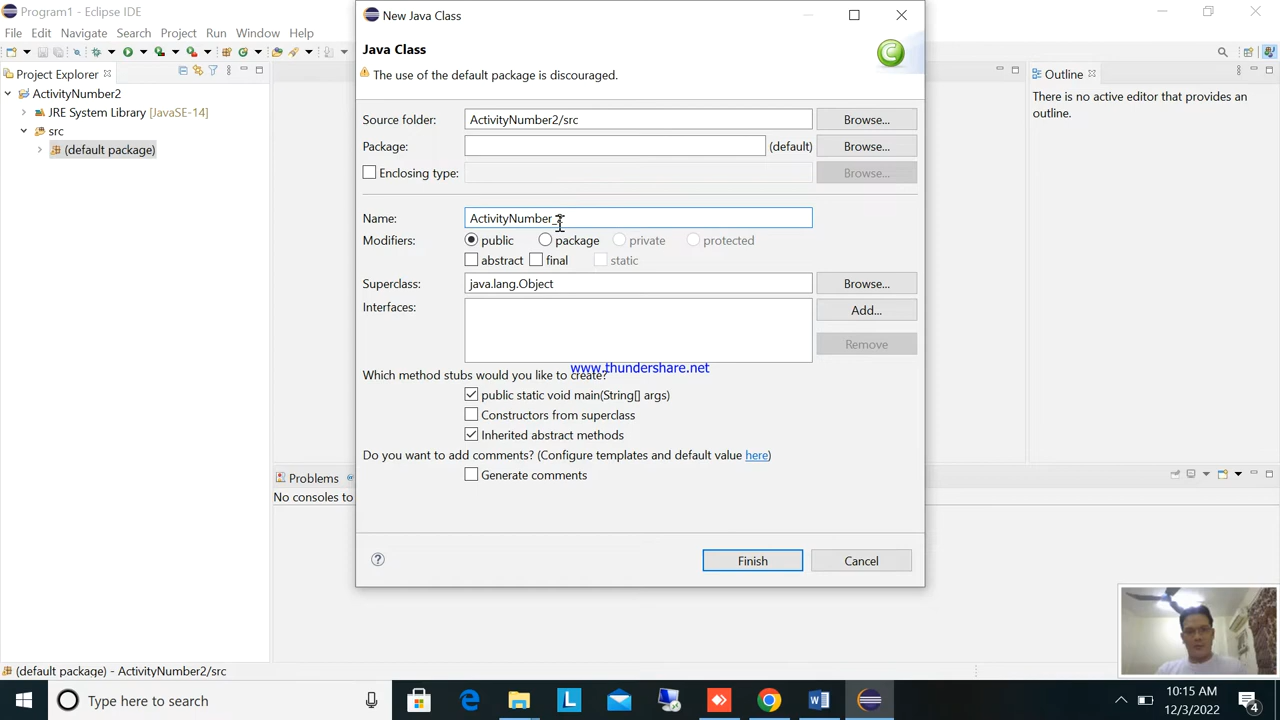 Program1 - Eclipse IDE
File Edit Navigate Search Project Run Window Help
Project Explorer
ActivityNumber2
JRE System Library [JavaSE-14]
src
(default package)
New Java Class
Java Class
The use of the default package is discouraged.
Source folder: ActivityNumber2/src Browse...
Package: (default) Browse...
Enclosing type: Browse...
Name: ActivityNumber_2
Modifiers: public package private protected
abstract final static
Superclass: java.lang.Object Browse...
Interfaces: Add...
Remove
www.thundershare.net
Which method stubs would you like to create?
public static void main(String[] args)
Constructors from superclass
Inherited abstract methods
Do you want to add comments? (Configure templates and default value here)
Generate comments
? Finish Cancel
Outline
There is no active editor that provides an
outline.
Problems
No consoles to
(default package) - ActivityNumber2/src
Type here to search
10:15 AM
12/3/2022
4